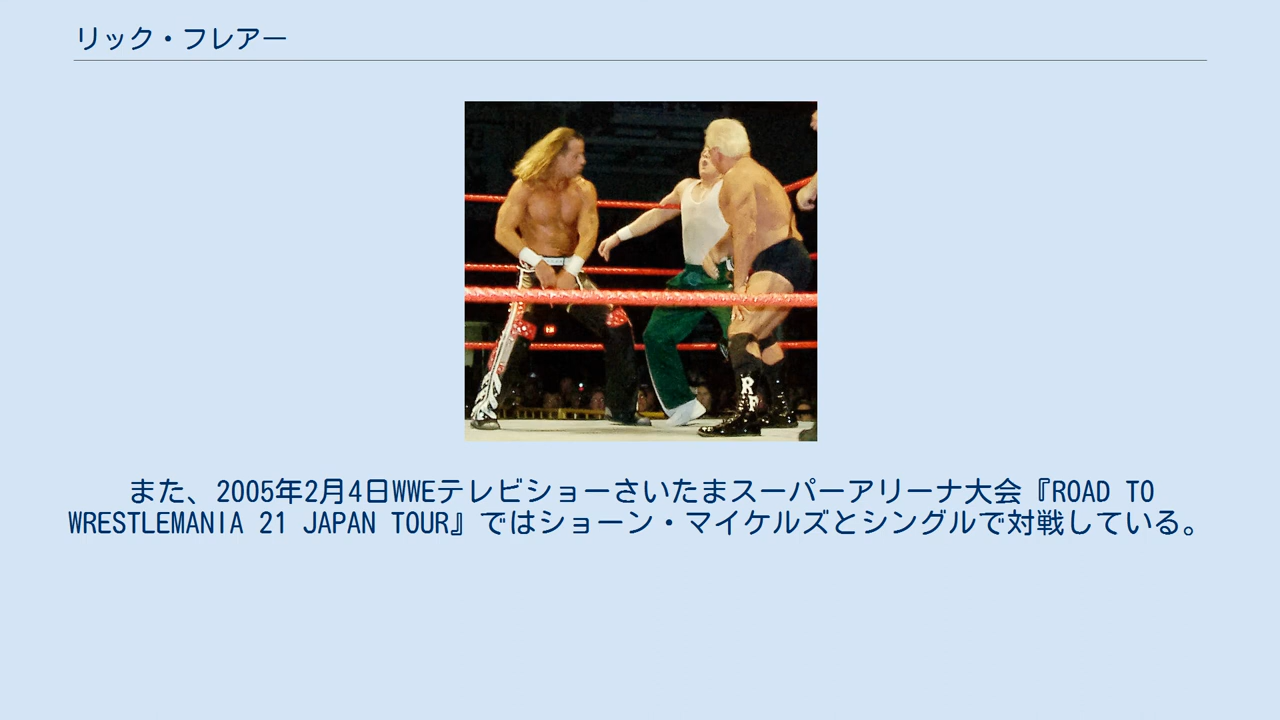 リック・フレアー
RF
また、2005年2月4日WWEテレビショーさいたまスーパーアリーナ大会『ROAD TO
WRESTLEMANIA 21 JAPAN TOUR』ではショーン・マイケルズとシングルで対戦している。